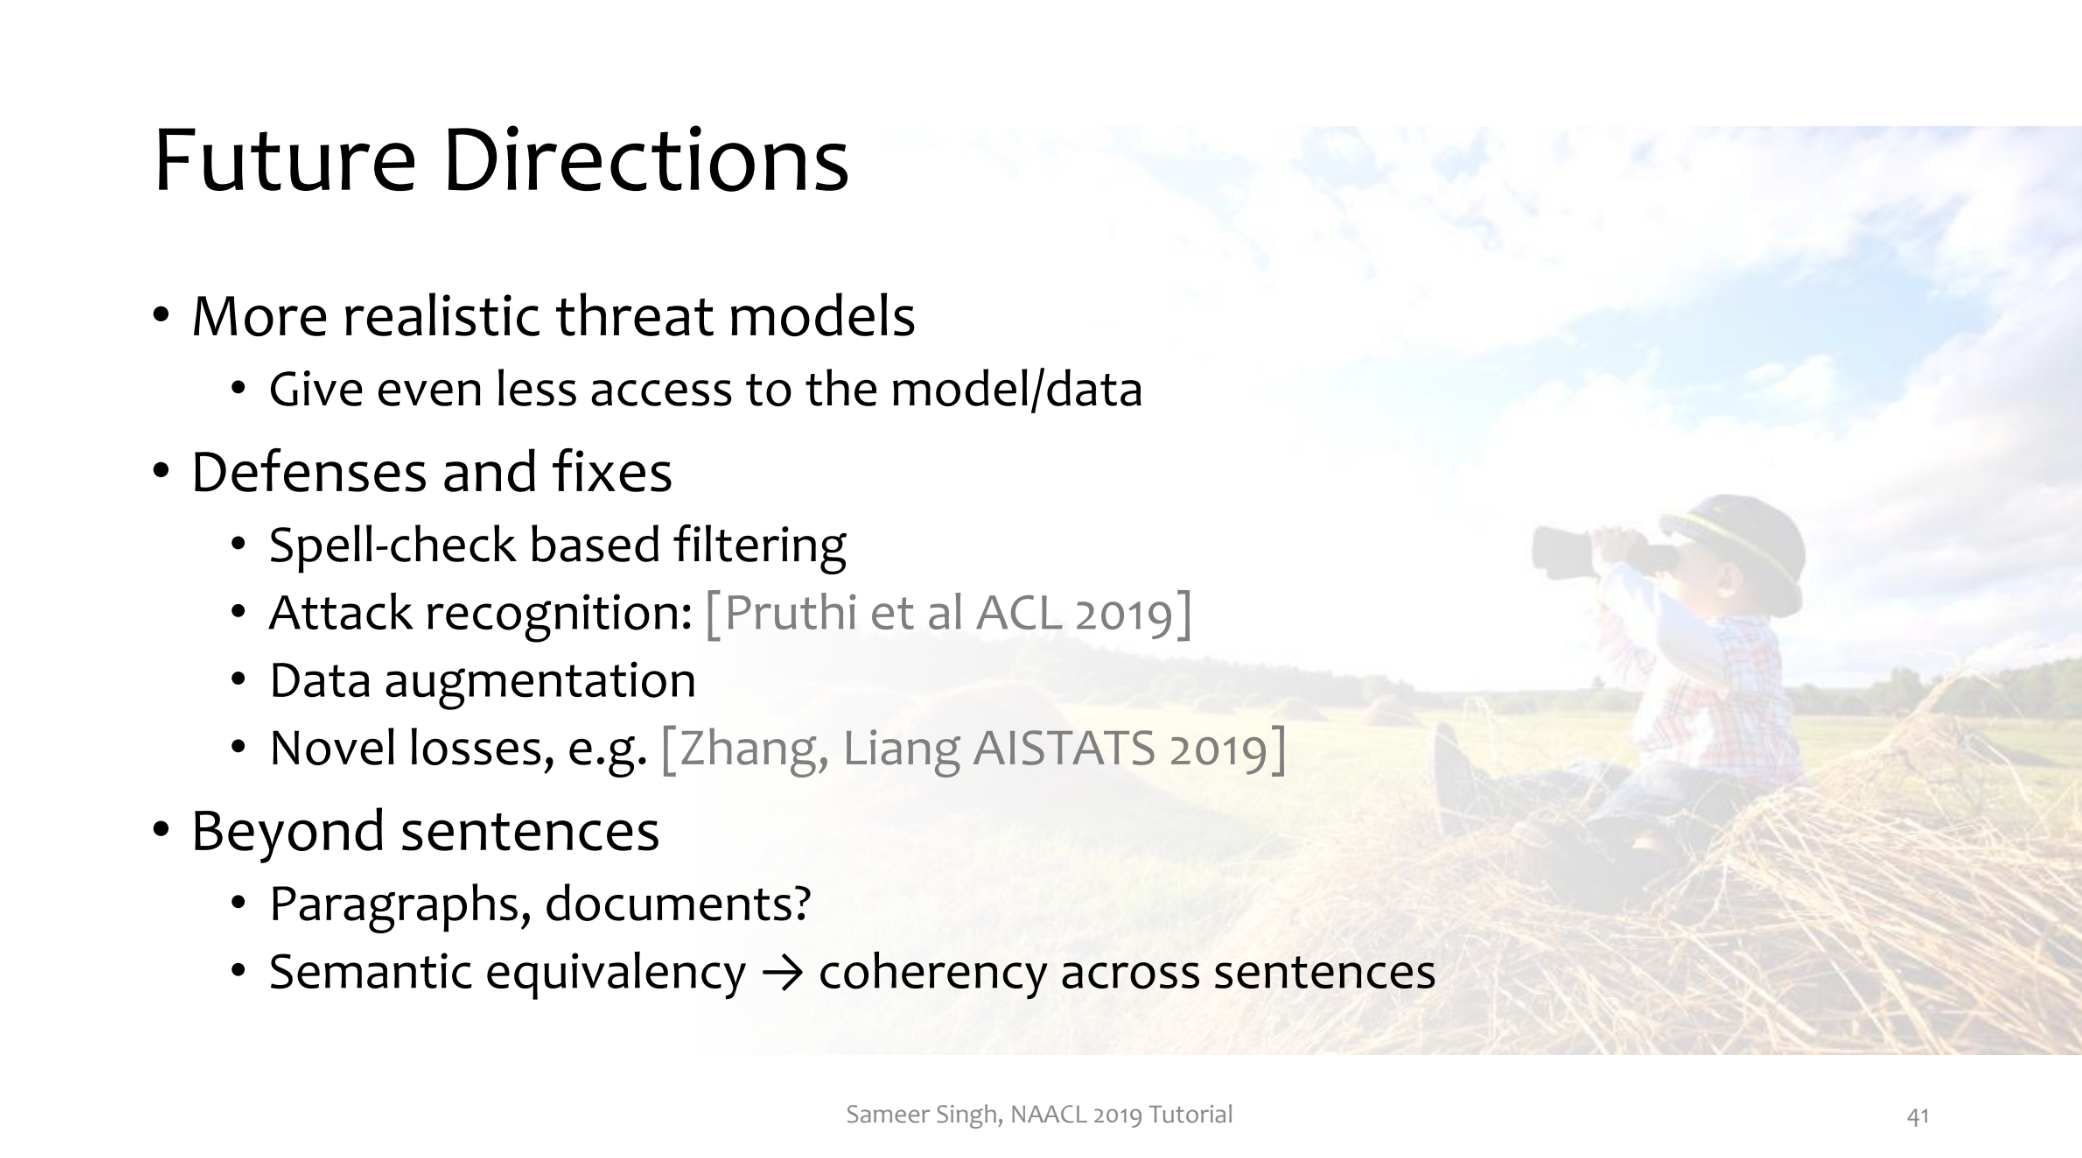 Future Directions
• More realistic threat models
• Give even less access to the model/data
• Defenses and fixes
• Spell-check based filtering
• Attack recognition: [Pruthi et al ACL 2019]
• Data augmentation
• Novel losses, e.g. [Zhang, Liang AISTATS 2019]
• Beyond sentences
• Paragraphs, documents?
• Semantic equivalency → coherency across sentences
Sameer Singh, NAACL 2019 Tutorial
41